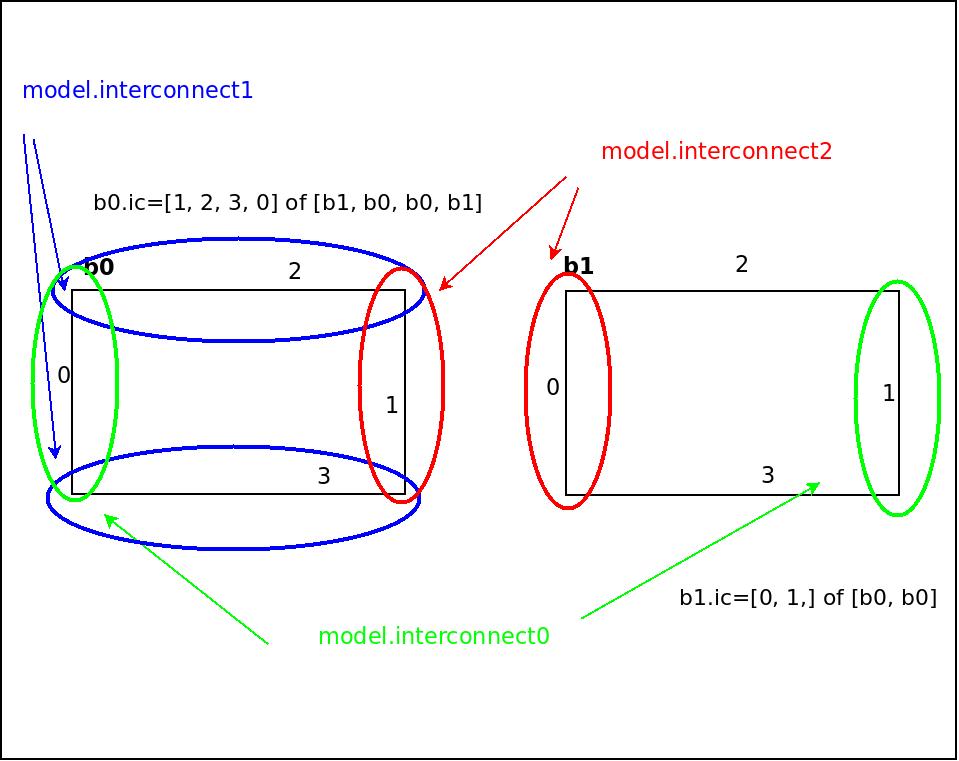 model.interconnect1
model.interconnect2
b0.ic=[1, 2, 3, 0] of [b1, b0, b0, b1]
b0
2
b1
2
0
1
0
1
3
3
b1.ic=[0, 1,] of [b0, b0]
model.interconnect0